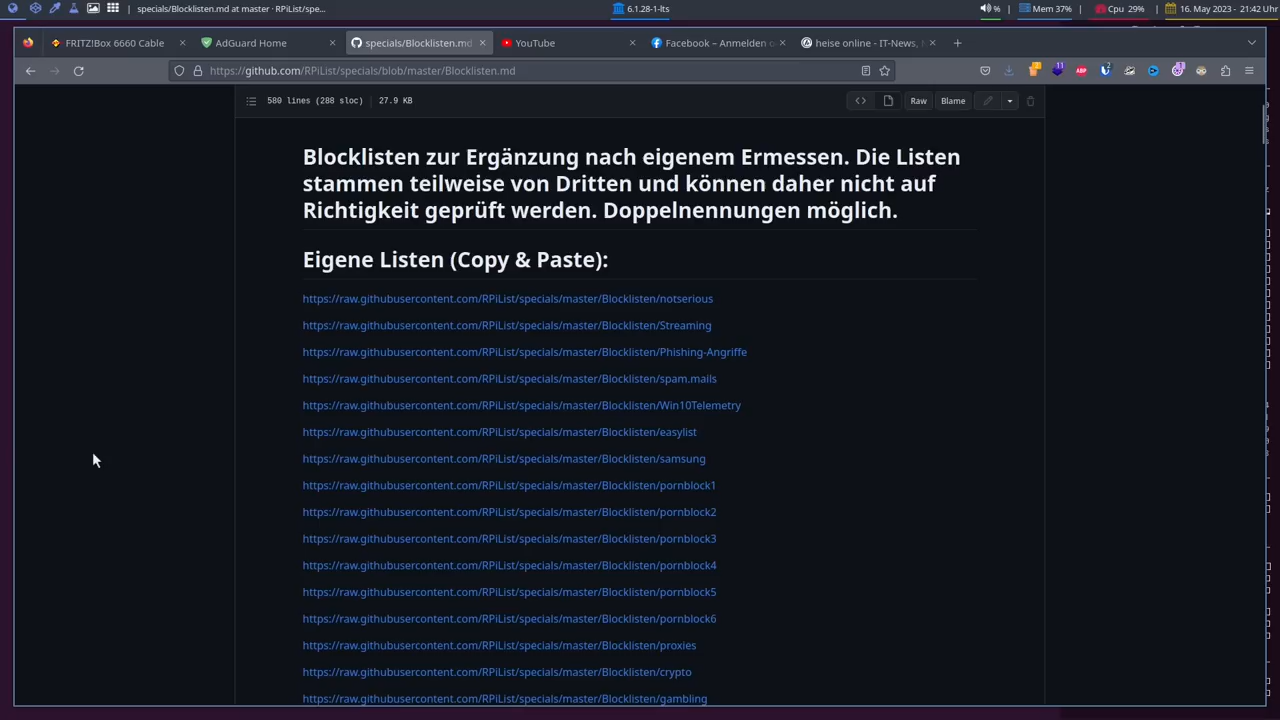 specials/Blocklisten.md at master · RPiList/spe...
6.1.28-1-lts
%
Mem 37%
Cpu 29%
16. May 2023 - 21:42 Uhr
FRITZ!Box 6660 Cable
AdGuard Home
specials/Blocklisten.md at
YouTube
Facebook – Anmelden o
heise online - IT-News, N
https://github.com/RPiList/specials/blob/master/Blocklisten.md
11
ABP
2
1
580 lines (288 sloc) 27.9 KB
Raw
Blame
Blocklisten zur Ergänzung nach eigenem Ermessen. Die Listen
stammen teilweise von Dritten und können daher nicht auf
Richtigkeit geprüft werden. Doppelnennungen möglich.
Eigene Listen (Copy & Paste):
https://raw.githubusercontent.com/RPiList/specials/master/Blocklisten/notserious
https://raw.githubusercontent.com/RPiList/specials/master/Blocklisten/Streaming
https://raw.githubusercontent.com/RPiList/specials/master/Blocklisten/Phishing-Angriffe
https://raw.githubusercontent.com/RPiList/specials/master/Blocklisten/spam.mails
https://raw.githubusercontent.com/RPiList/specials/master/Blocklisten/Win10Telemetry
https://raw.githubusercontent.com/RPiList/specials/master/Blocklisten/easylist
https://raw.githubusercontent.com/RPiList/specials/master/Blocklisten/samsung
https://raw.githubusercontent.com/RPiList/specials/master/Blocklisten/pornblock1
https://raw.githubusercontent.com/RPiList/specials/master/Blocklisten/pornblock2
https://raw.githubusercontent.com/RPiList/specials/master/Blocklisten/pornblock3
https://raw.githubusercontent.com/RPiList/specials/master/Blocklisten/pornblock4
https://raw.githubusercontent.com/RPiList/specials/master/Blocklisten/pornblock5
https://raw.githubusercontent.com/RPiList/specials/master/Blocklisten/pornblock6
https://raw.githubusercontent.com/RPiList/specials/master/Blocklisten/proxies
https://raw.githubusercontent.com/RPiList/specials/master/Blocklisten/crypto
https://raw.githubusercontent.com/RPiList/specials/master/Blocklisten/gambling